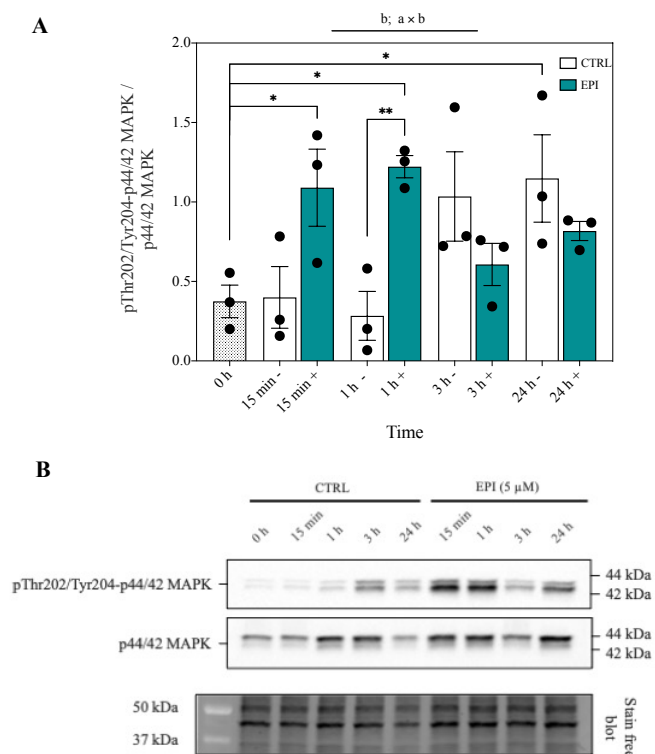 A
b; a × b
pThr202/Tyr204-p44/42 MAPK /
p44/42 MAPK
2.0
1.5
1.0
0.5
0.0
CTRL
EPI
*
*
*
**
0 h
15 min -
15 min +
1 h -
1 h +
3 h -
3 h +
24 h -
24 h +
Time
B
CTRL
EPI (5 µM)
0 h
15 min
1 h
3 h
24 h
15 min
1 h
3 h
24 h
pThr202/Tyr204-p44/42 MAPK
44 kDa
42 kDa
p44/42 MAPK
44 kDa
42 kDa
50 kDa
37 kDa
Stain free
blot